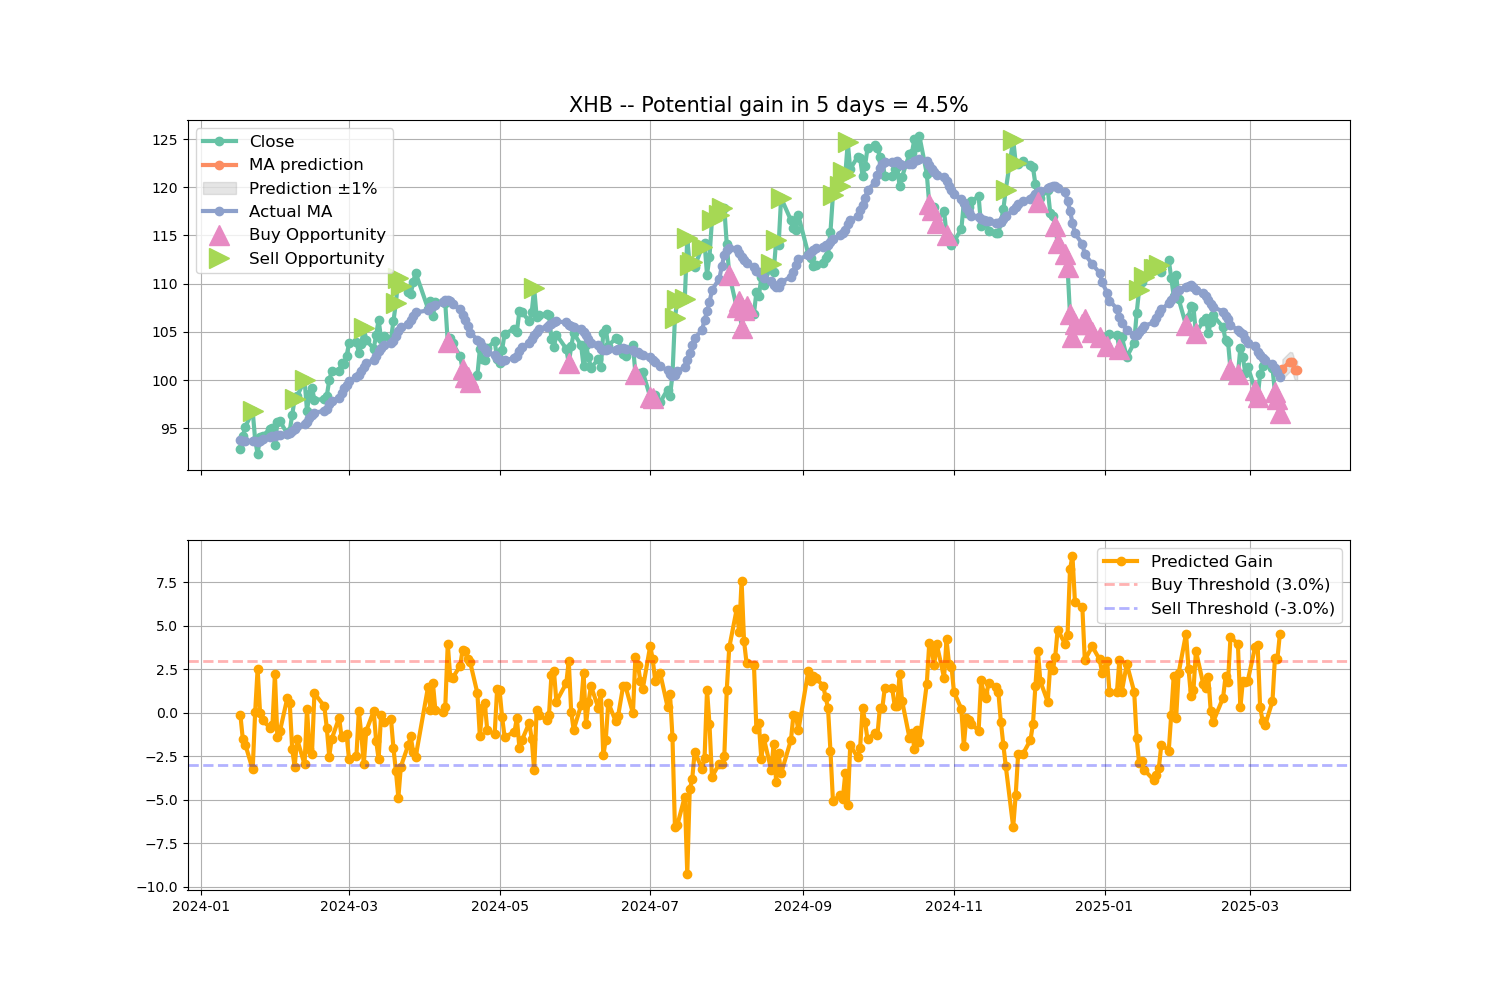 XHB -- Potential gain in 5 days = 4.5%
125
120
115
110
105
100
95
Close
MA prediction
Prediction ±1%
Actual MA
Buy Opportunity
Sell Opportunity
7.5
5.0
2.5
0.0
−2.5
−5.0
−7.5
−10.0
Predicted Gain
Buy Threshold (3.0%)
Sell Threshold (-3.0%)
2024-01 2024-03 2024-05 2024-07 2024-09 2024-11 2025-01 2025-03